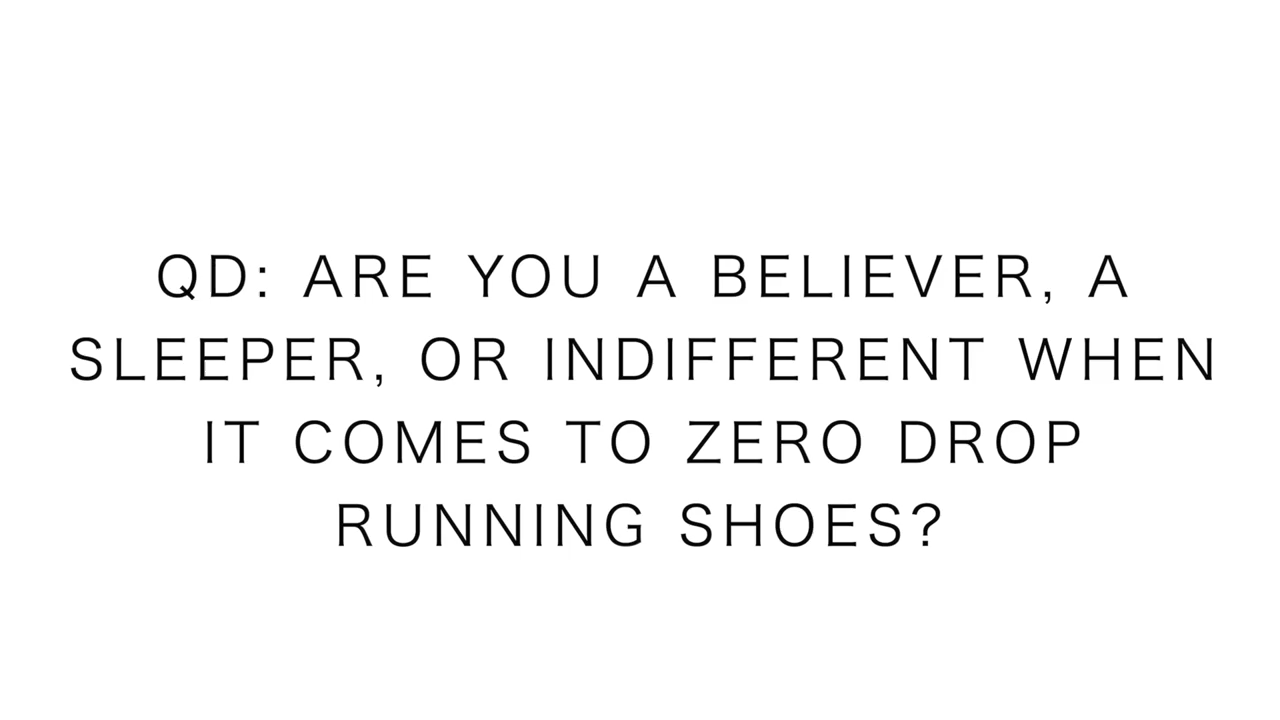 QD: ARE YOU A BELIEVER, A
SLEEPER, OR INDIFFERENT WHEN
IT COMES TO ZERO DROP
RUNNING SHOES?